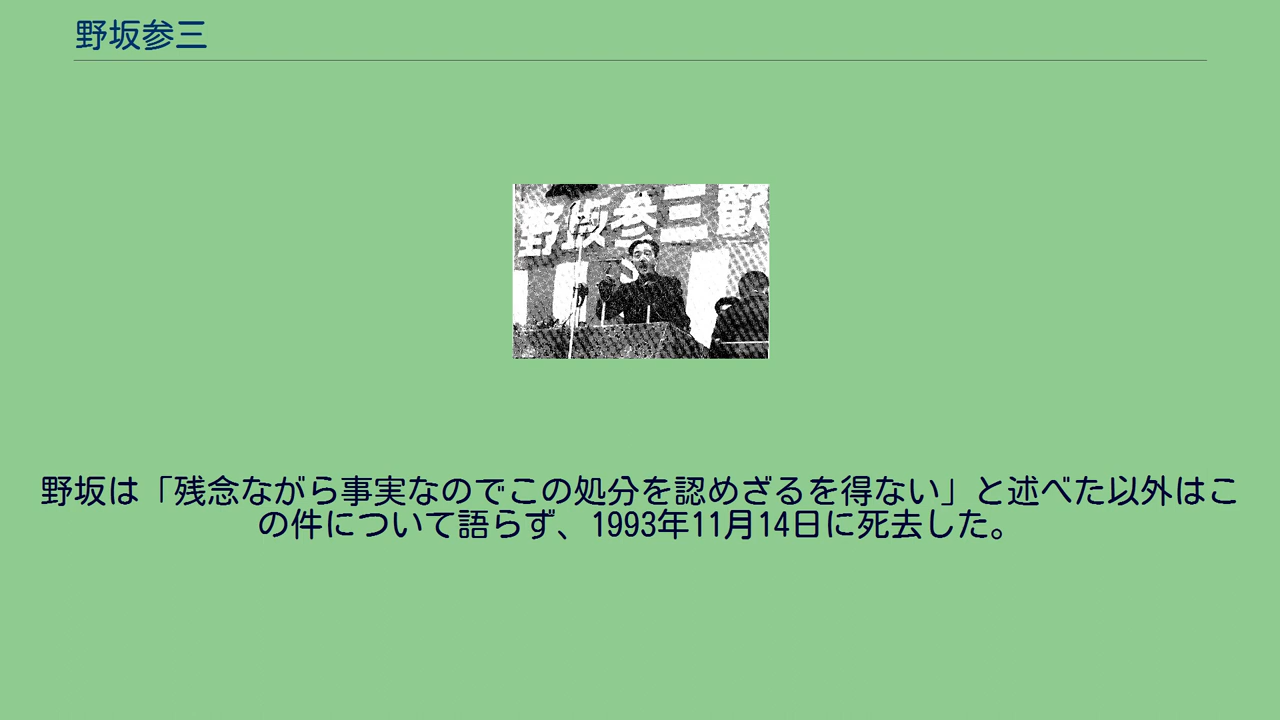 野坂参三
野坂参三歓
野坂は「残念ながら事実なのでこの処分を認めざるを得ない」と述べた以外はこ
の件について語らず、1993年11月14日に死去した。